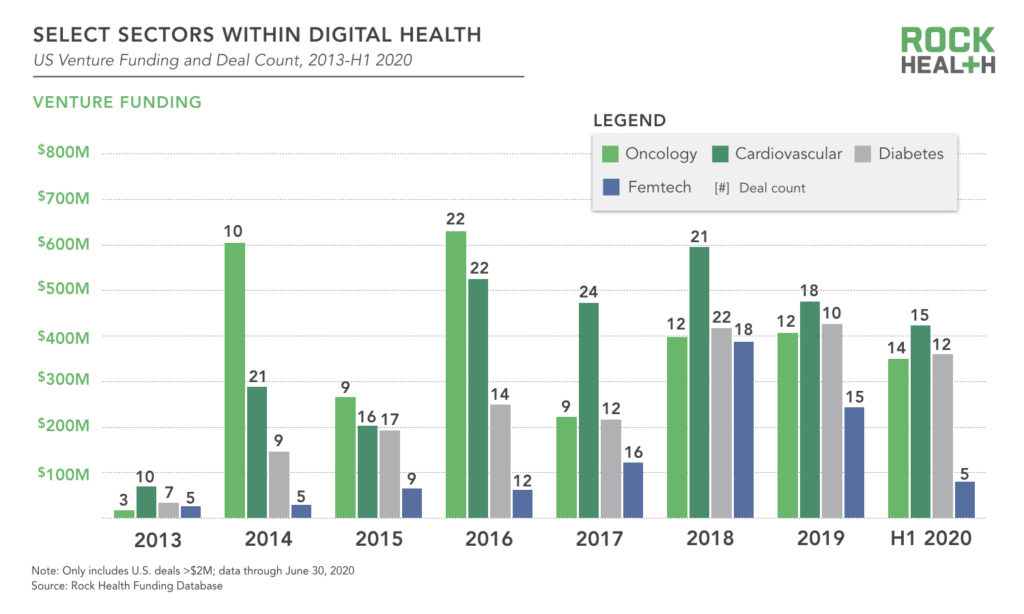 SELECT SECTORS WITHIN DIGITAL HEALTH
US Venture Funding and Deal Count, 2013-H1 2020
ROCK
HEALTH
VENTURE FUNDING
LEGEND
Oncology Cardiovascular Diabetes
Femtech [#] Deal count
$800M
$700M
$600M
$500M
$400M
$300M
$200M
$100M
3 10 7 5
10 21 9 5
9 16 17 9
22 22 14 12
9 24 12 16
12 21 22 18
12 18 10 15
14 15 12 5
2013 2014 2015 2016 2017 2018 2019 H1 2020
Note: Only includes U.S. deals >$2M; data through June 30, 2020
Source: Rock Health Funding Database